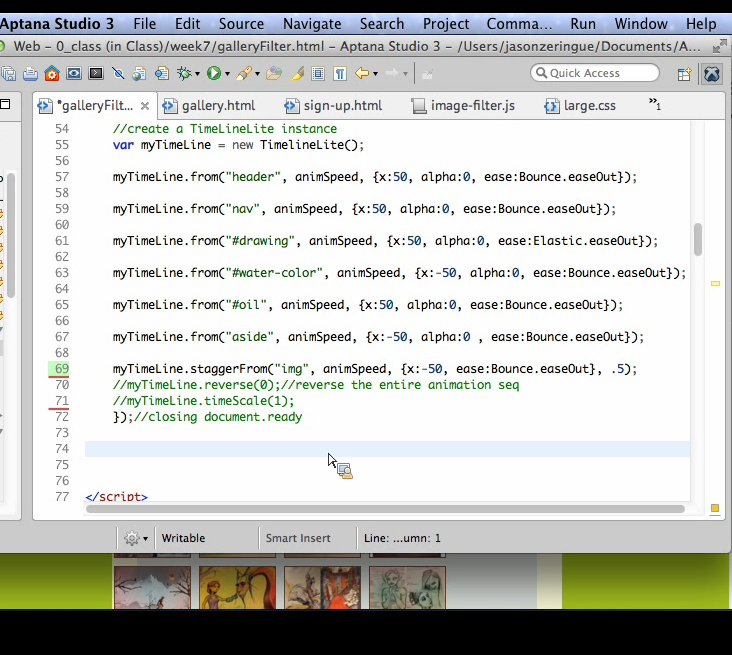 Aptana Studio 3 File Edit Source Navigate Search Project Comma... Run Window Help
Web - 0_class (in Class)/week7/galleryFilter.html - Aptana Studio 3 - /Users/jasonzeringue/Documents/A...
Quick Access
*galleryFilt... gallery.html sign-up.html image-filter.js large.css »1
54 //create a TimeLineLite instance
55 var myTimeLine = new TimelineLite();
56
57 myTimeLine.from("header", animSpeed, {x:50, alpha:0, ease:Bounce.easeOut});
58
59 myTimeLine.from("nav", animSpeed, {x:50, alpha:0, ease:Bounce.easeOut});
60
61 myTimeLine.from("#drawing", animSpeed, {x:50, alpha:0, ease:Elastic.easeOut});
62
63 myTimeLine.from("#water-color", animSpeed, {x:-50, alpha:0, ease:Bounce.easeOut});
64
65 myTimeLine.from("#oil", animSpeed, {x:50, alpha:0, ease:Bounce.easeOut});
66
67 myTimeLine.from("aside", animSpeed, {x:-50, alpha:0 , ease:Bounce.easeOut});
68
69 myTimeLine.staggerFrom("img", animSpeed, {x:-50, ease:Bounce.easeOut}, .5);
70 //myTimeLine.reverse(0);//reverse the entire animation seq
71 //myTimeLine.timeScale(1);
72 });//closing document.ready
73
74
75
76
77 </script>
Writable Smart Insert Line: ...umn: 1